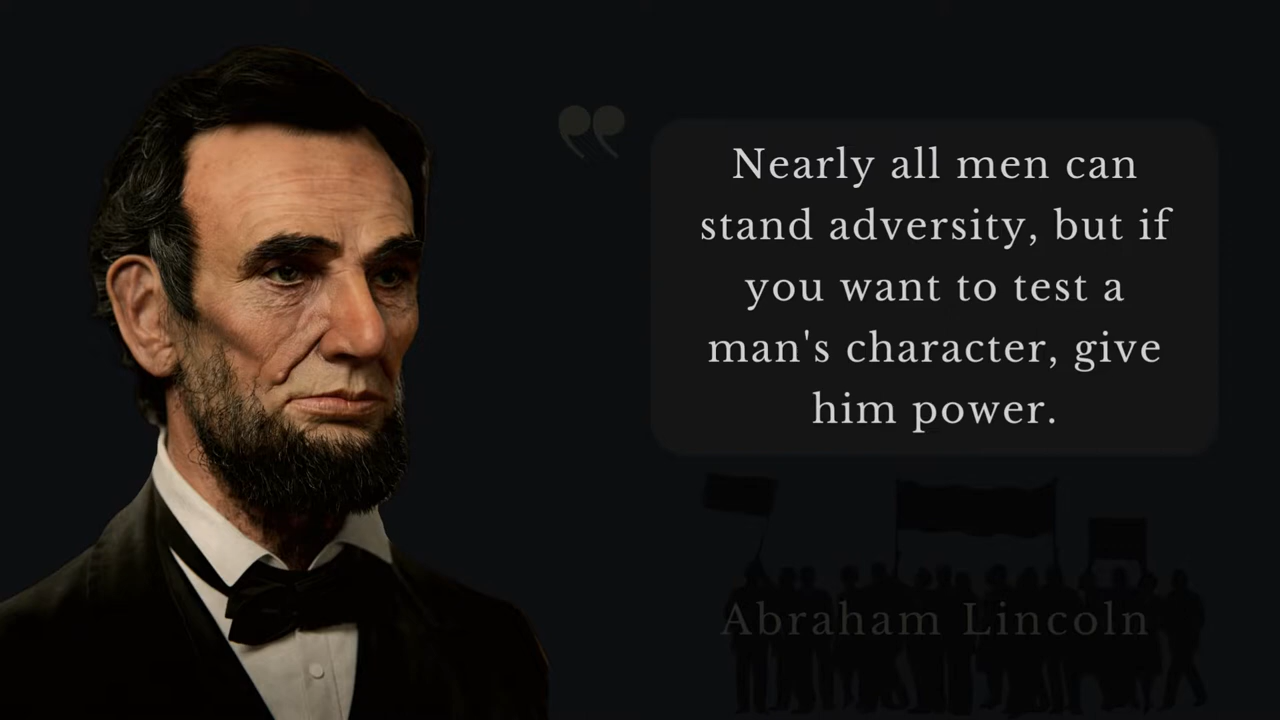 Nearly all men can
stand adversity, but if
you want to test a
man's character, give
him power.
Abraham Lincoln